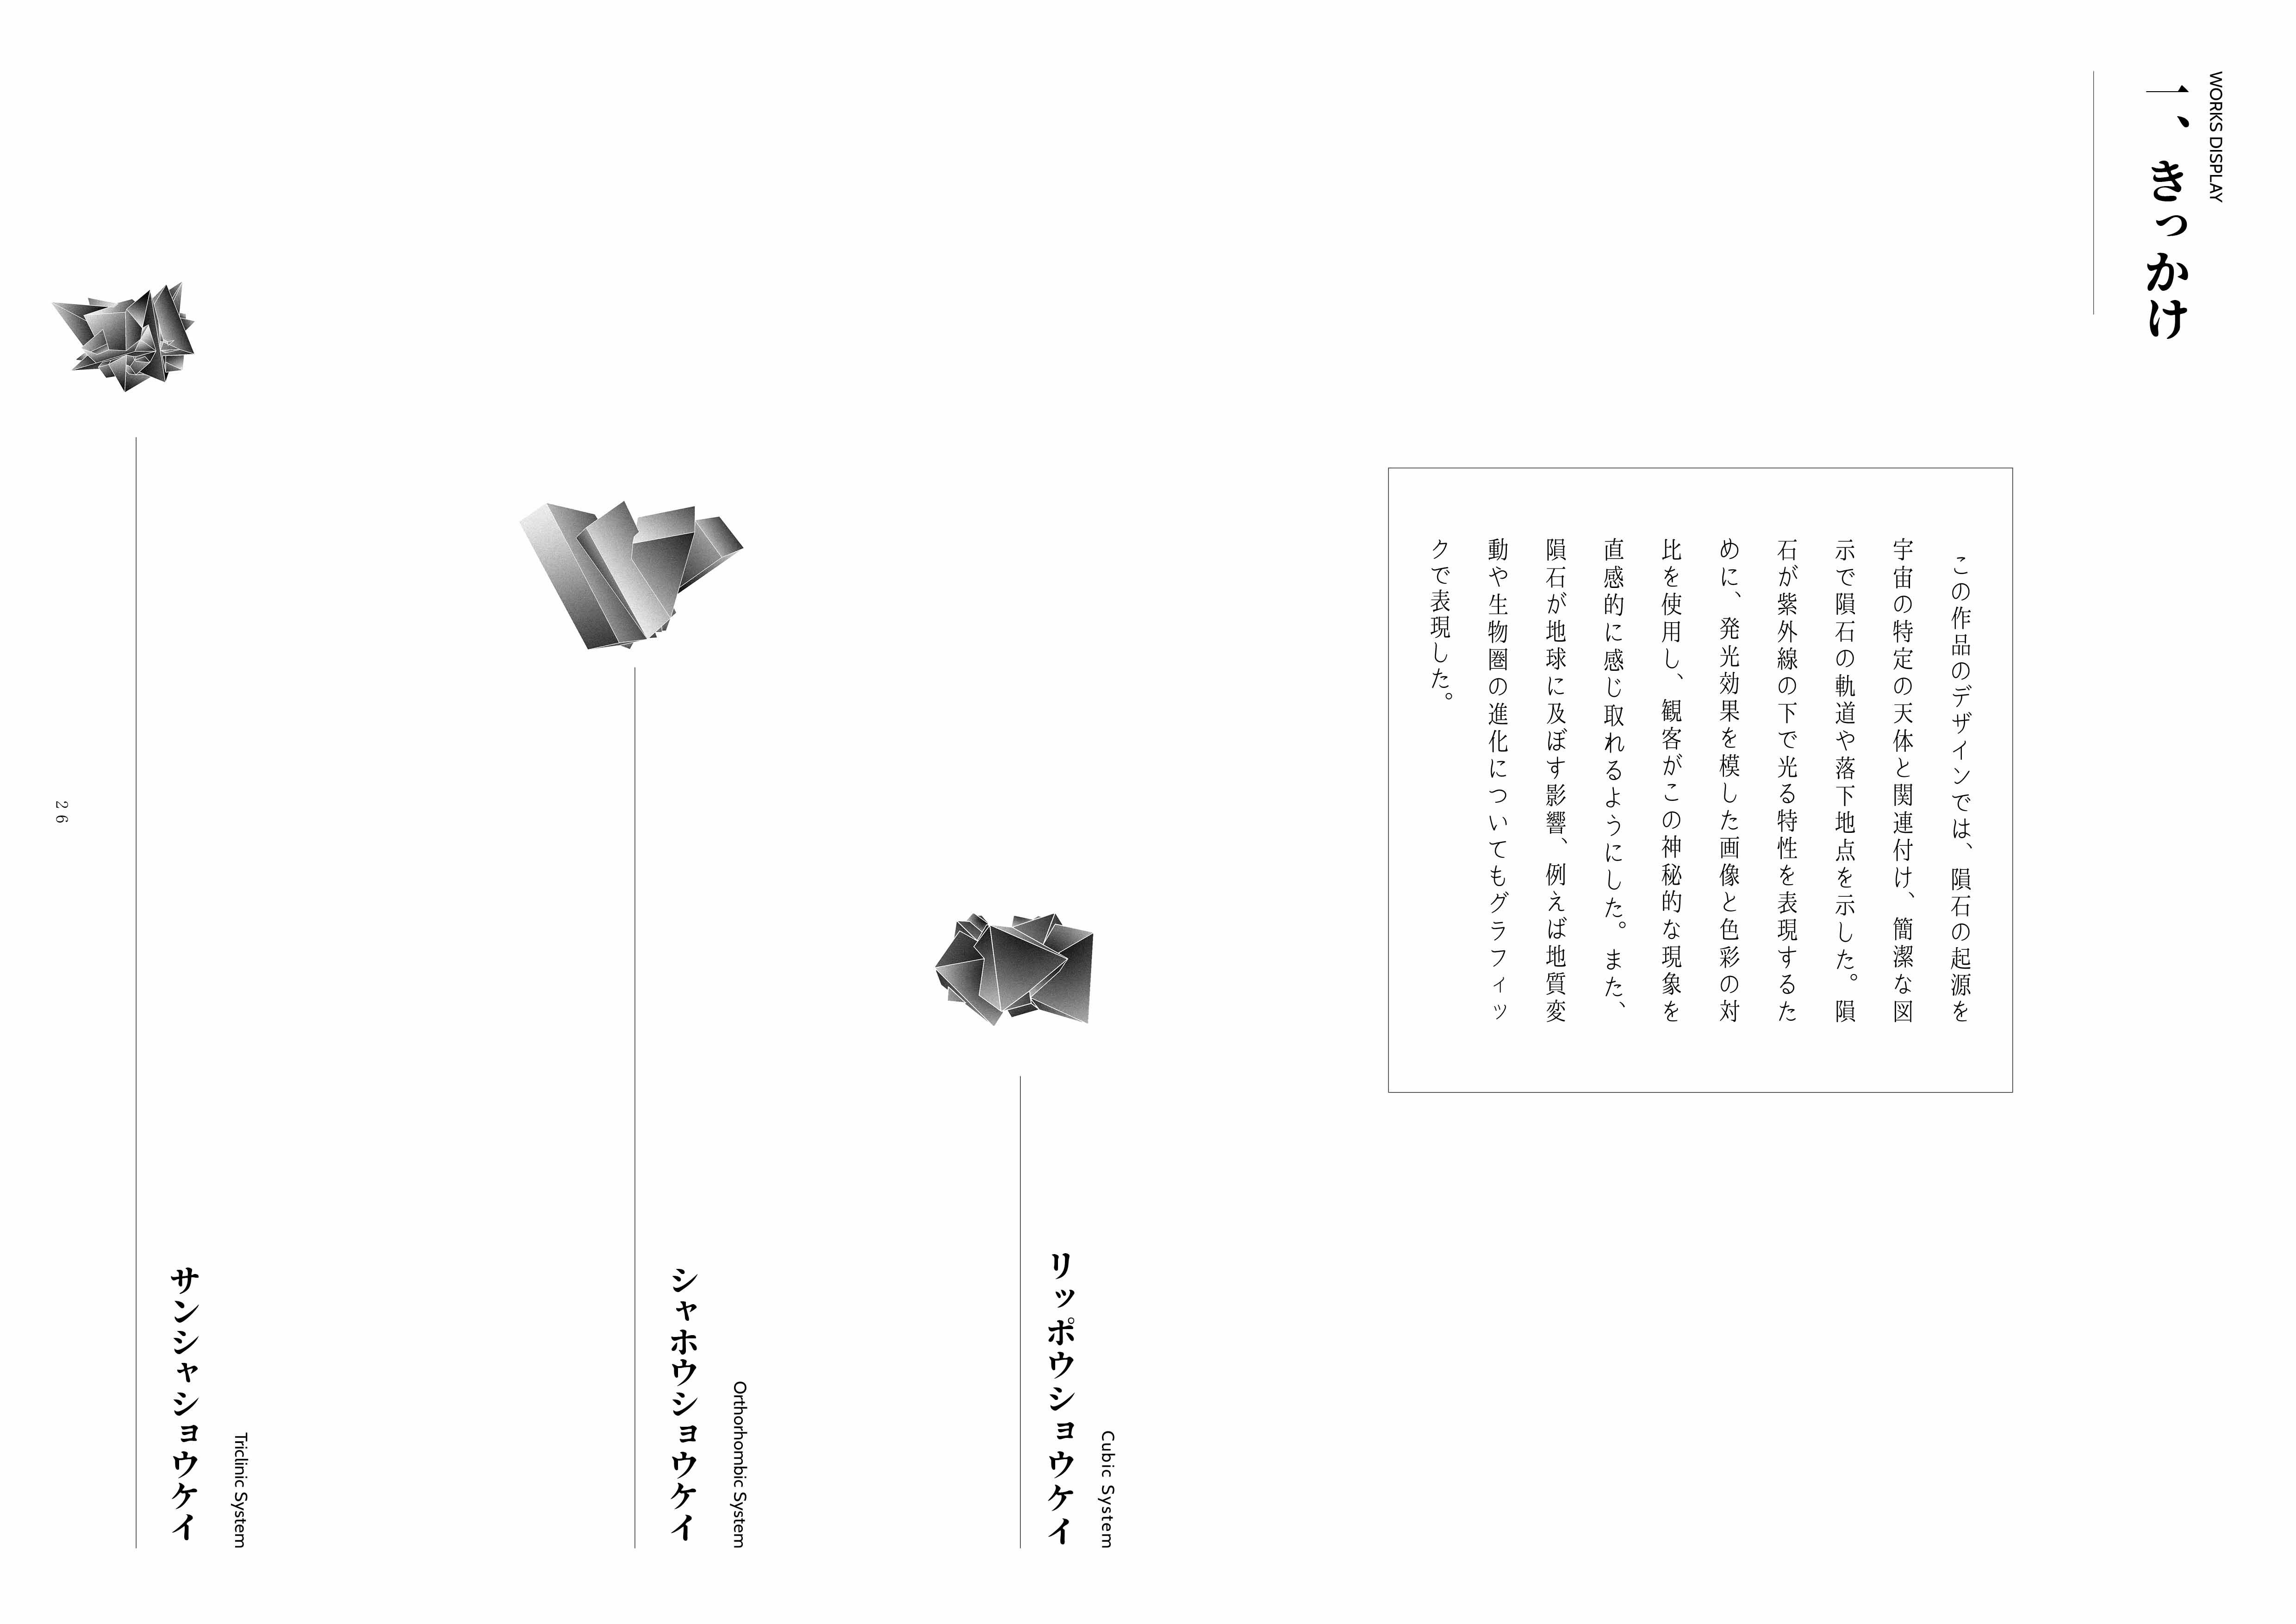 WORKS DISPLAY
一、きっかけ
この作品のデザインでは、隕石の起源を
宇宙の特定の天体と関連付け、簡潔な図
示で隕石の軌道や落下地点を示した。隕
石が紫外線の下で光る特性を表現するた
めに、発光効果を模した画像と色彩の対
比を使用し、観客がこの神秘的な現象を
直感的に感じ取れるようにした。また、
隕石が地球に及ぼす影響、例えば地質変
動や生物圏の進化についてもグラフィッ
クで表現した。
Cubic System
リッポウショウケイ
Orthorhombic System
シャホウショウケイ
Triclinic System
サンシャショウケイ
26